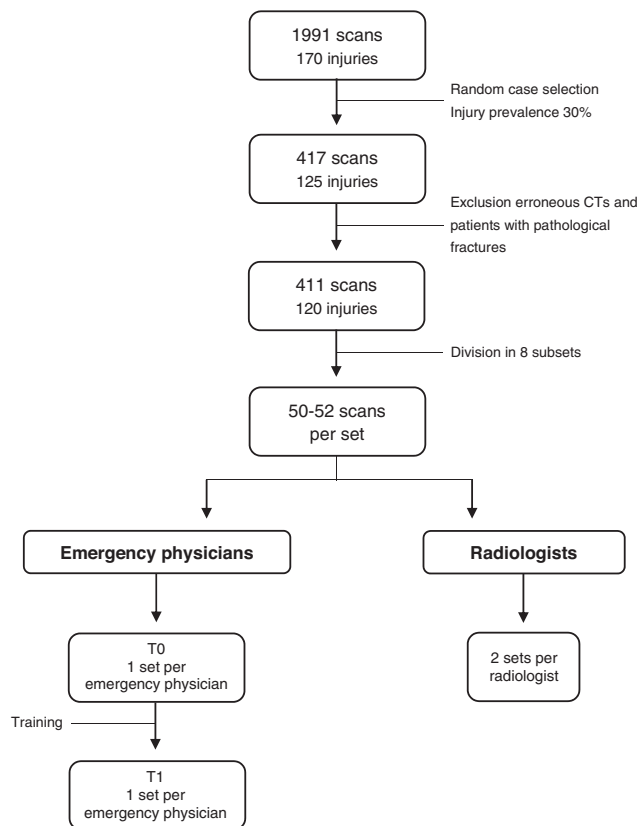 1991 scans
170 injuries
Random case selection
Injury prevalence 30%
417 scans
125 injuries
Exclusion erroneous CTs and
patients with pathological
fractures
411 scans
120 injuries
Division in 8 subsets
50-52 scans
per set
Emergency physicians
Radiologists
T0
1 set per
emergency physician
2 sets per
radiologist
Training
T1
1 set per
emergency physician